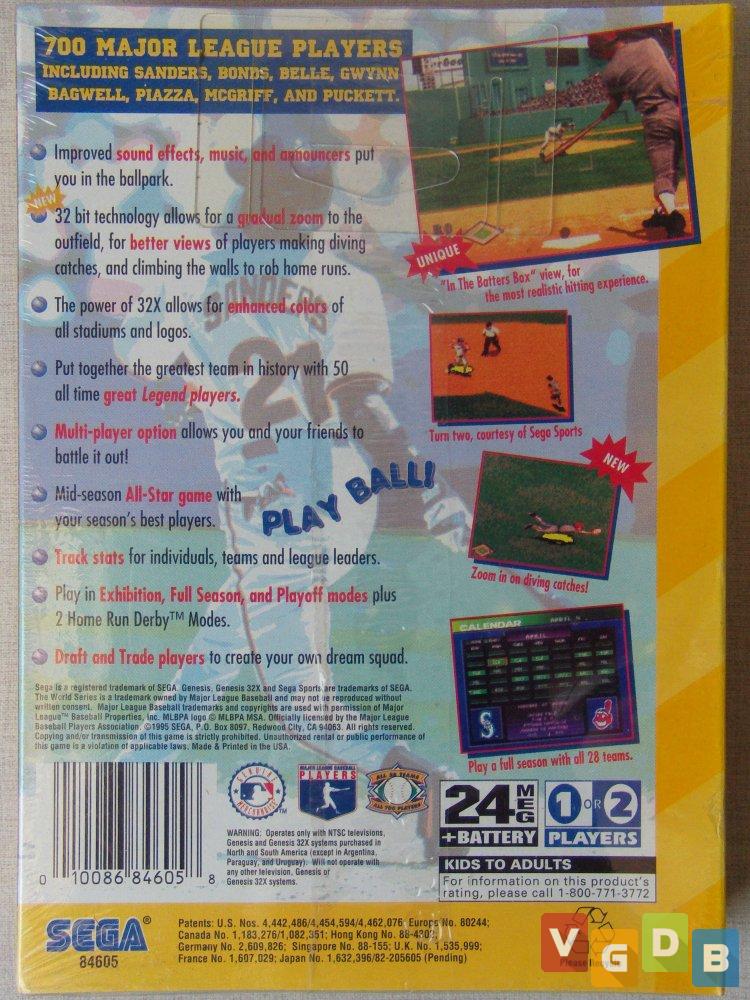 700 MAJOR LEAGUE PLAYERS
INCLUDING SANDERS, BONDS, BELLE, GWYNN
BAGWELL, PIAZZA, MCGRIFF, AND PUCKETT.
Improved sound effects, music, and announcers put
you in the ballpark.
NEW
32 bit technology allows for a gradual zoom to the
outfield, for better views of players making diving
catches, and climbing the walls to rob home runs.
The power of 32X allows for enhanced colors of
all stadiums and logos.
Put together the greatest team in history with 50
all time great Legend players.
Multi-player option allows you and your friends to
battle it out!
Mid-season All-Star game with
your season's best players.
Track stats for individuals, teams and league leaders.
Play in Exhibition, Full Season, and Playoff modes plus
2 Home Run Derby™ Modes.
Draft and Trade players to create your own dream squad.
SANDERS
21
PLAY BALL!
UNIQUE
"In The Batters Box" view, for
the most realistic hitting experience.
Turn two, courtesy of Sega Sports
NEW
Zoom in on diving catches!
CALENDAR
APRIL
Play a full season with all 28 teams.
Sega is a registered trademark of SEGA. Genesis, Genesis 32X and Sega Sports are trademarks of SEGA.
The World Series is a trademark owned by Major League Baseball and may not be reproduced without
written consent. Major League Baseball trademarks and copyrights are used with permission of Major
League™ Baseball Properties, Inc. MLBPA logo © MLBPA MSA. Officially licensed by the Major League
Baseball Players Association. ©1995 SEGA, P.O. Box 8097, Redwood City, CA 94063. All rights reserved.
Copying and/or transmission of this game is strictly prohibited. Unauthorized rental or public performance of
this game is a violation of applicable laws. Made & Printed in the USA.
0 10086 84605 8
GENUINE
MERCHANDISE
TM
MAJOR LEAGUE BASEBALL
PLAYERS
ALL 28 TEAMS
ALL 700 PLAYERS
WARNING: Operates only with NTSC televisions,
Genesis and Genesis 32X systems purchased in
North and South America (except in Argentina,
Paraguay, and Uruguay). Will not operate with
any other television, Genesis or
Genesis 32X systems.
24 MEG
+BATTERY
1 OR 2
PLAYERS
KIDS TO ADULTS
For information on this product's
rating, please call 1-800-771-3772
SEGA®
84605
Patents: U.S. Nos. 4,442,486/4,454,594/4,462,076; Europe No. 80244;
Canada No. 1,183,276/1,082,351; Hong Kong No. 88-4302;
Germany No. 2,609,826; Singapore No. 88-155; U.K. No. 1,535,999;
France No. 1,607,029; Japan No. 1,632,396/82-205605 (Pending)
Please Recycle
VGDB